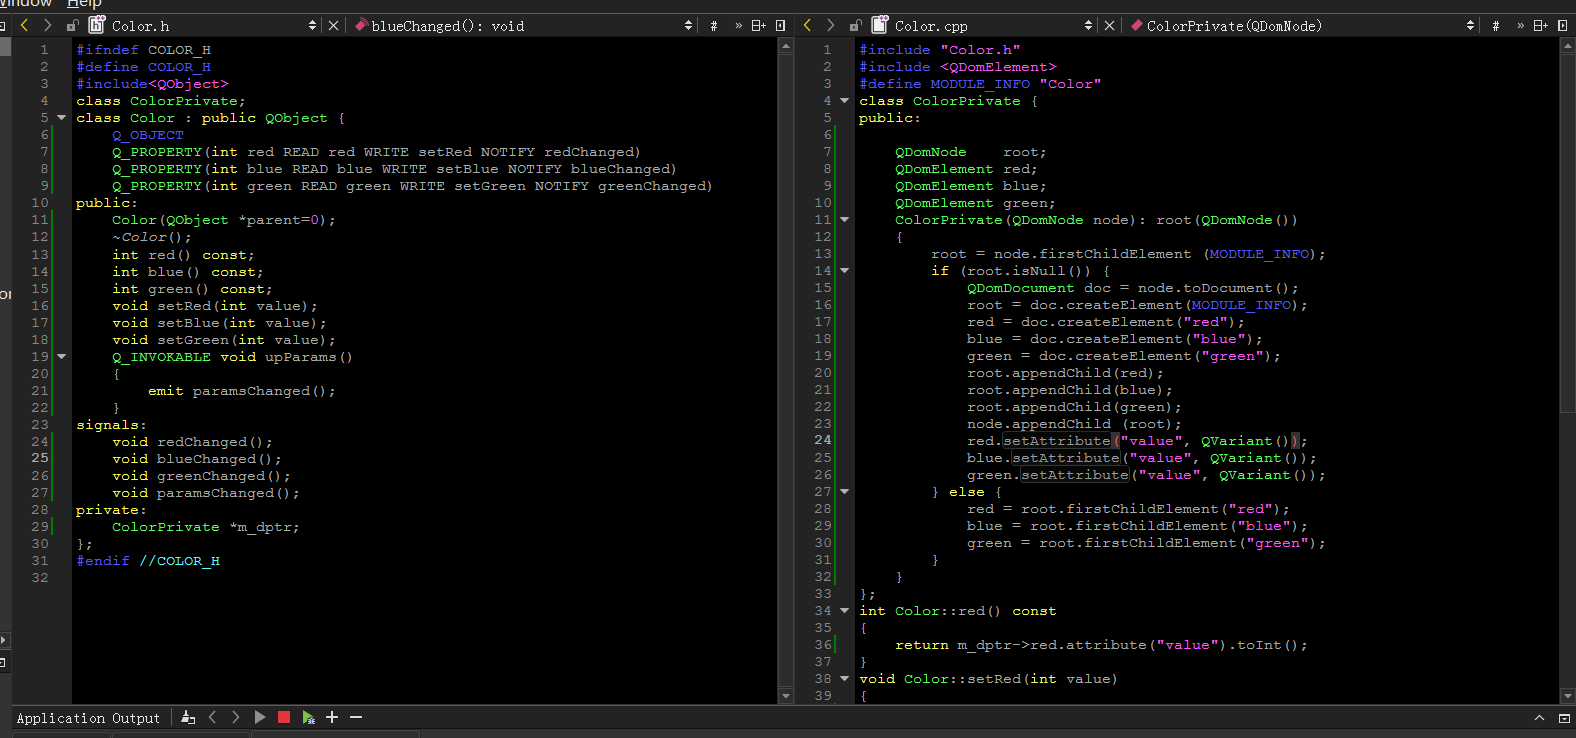 Window Help
Color.h
blueChanged(): void
#
»
Color.cpp
ColorPrivate(QDomNode)
#
»
1 #ifndef COLOR_H
2 #define COLOR_H
3 #include<QObject>
4 class ColorPrivate;
5 class Color : public QObject {
6 Q_OBJECT
7 Q_PROPERTY(int red READ red WRITE setRed NOTIFY redChanged)
8 Q_PROPERTY(int blue READ blue WRITE setBlue NOTIFY blueChanged)
9 Q_PROPERTY(int green READ green WRITE setGreen NOTIFY greenChanged)
10 public:
11 Color(QObject *parent=0);
12 ~Color();
13 int red() const;
14 int blue() const;
15 int green() const;
16 void setRed(int value);
17 void setBlue(int value);
18 void setGreen(int value);
19 Q_INVOKABLE void upParams()
20 {
21 emit paramsChanged();
22 }
23 signals:
24 void redChanged();
25 void blueChanged();
26 void greenChanged();
27 void paramsChanged();
28 private:
29 ColorPrivate *m_dptr;
30 };
31 #endif //COLOR_H
32
1 #include "Color.h"
2 #include <QDomElement>
3 #define MODULE_INFO "Color"
4 class ColorPrivate {
5 public:
6
7 QDomNode root;
8 QDomElement red;
9 QDomElement blue;
10 QDomElement green;
11 ColorPrivate(QDomNode node): root(QDomNode())
12 {
13 root = node.firstChildElement (MODULE_INFO);
14 if (root.isNull()) {
15 QDomDocument doc = node.toDocument();
16 root = doc.createElement(MODULE_INFO);
17 red = doc.createElement("red");
18 blue = doc.createElement("blue");
19 green = doc.createElement("green");
20 root.appendChild(red);
21 root.appendChild(blue);
22 root.appendChild(green);
23 node.appendChild (root);
24 red.setAttribute("value", QVariant());
25 blue.setAttribute("value", QVariant());
26 green.setAttribute("value", QVariant());
27 } else {
28 red = root.firstChildElement("red");
29 blue = root.firstChildElement("blue");
30 green = root.firstChildElement("green");
31 }
32 }
33 };
34 int Color::red() const
35 {
36 return m_dptr->red.attribute("value").toInt();
37 }
38 void Color::setRed(int value)
39 {
Application Output